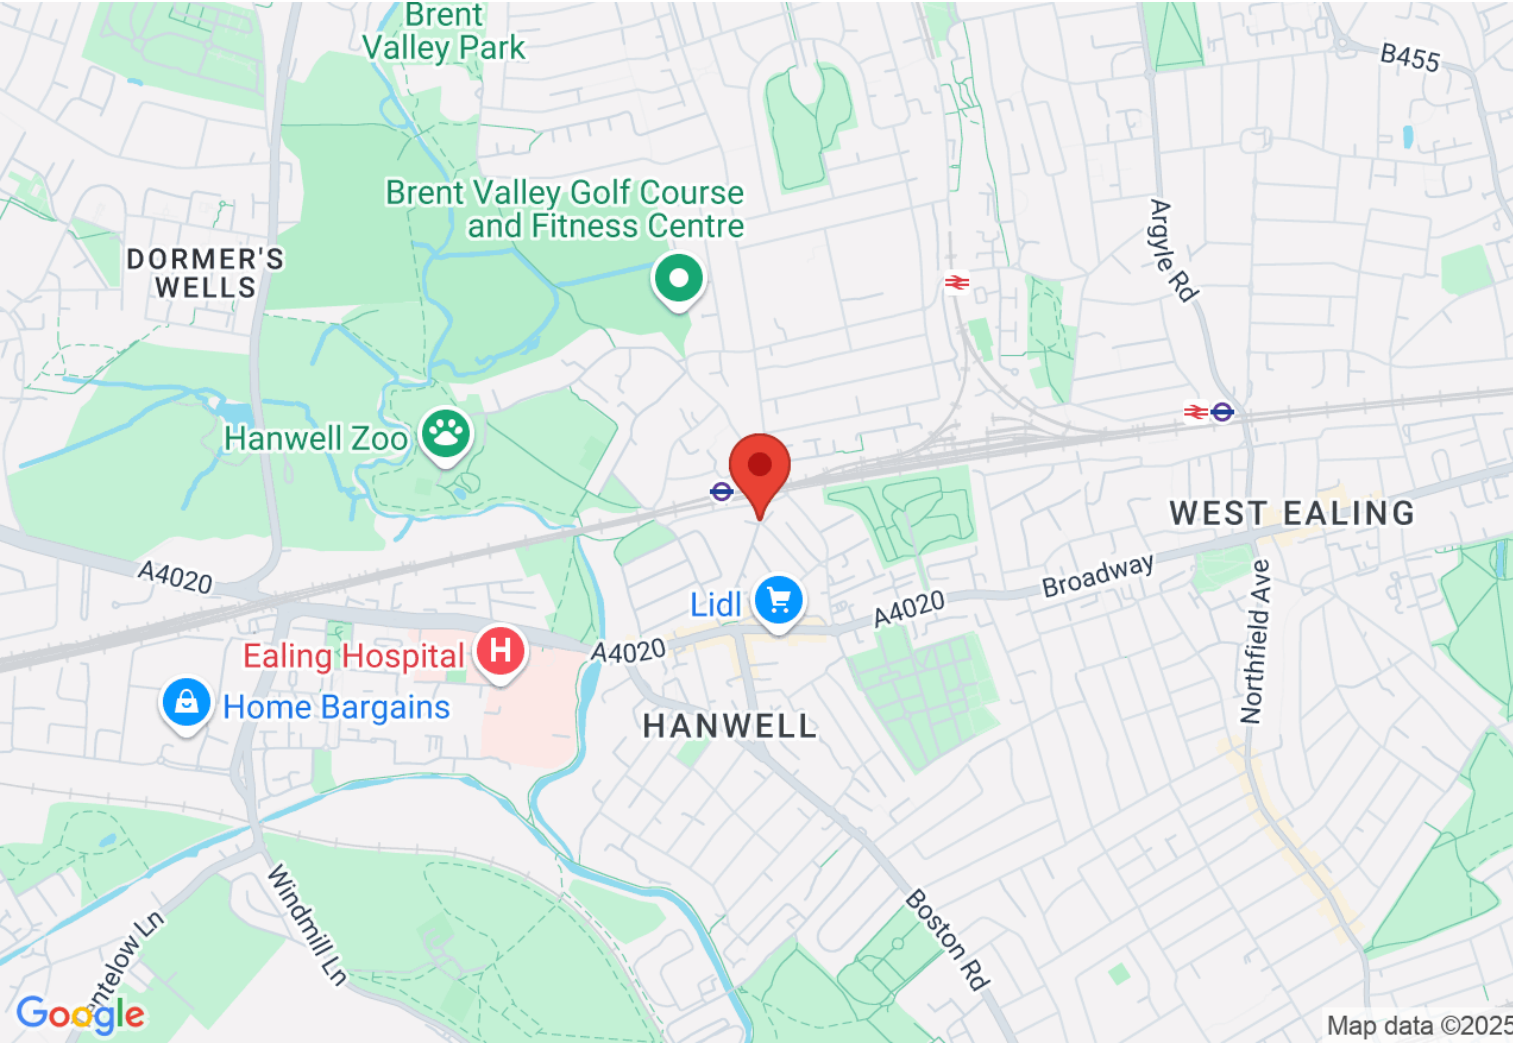 Brent
Valley Park
B455
Brent Valley Golf Course
and Fitness Centre
Argyle Rd
DORMER'S
WELLS
Hanwell Zoo
WEST EALING
A4020
Broadway
Lidl
A4020
Northfield Ave
A4020
H
Ealing Hospital
Home Bargains
HANWELL
Windmill Ln
Boston Rd
entelow Ln
Google
Map data ©2025